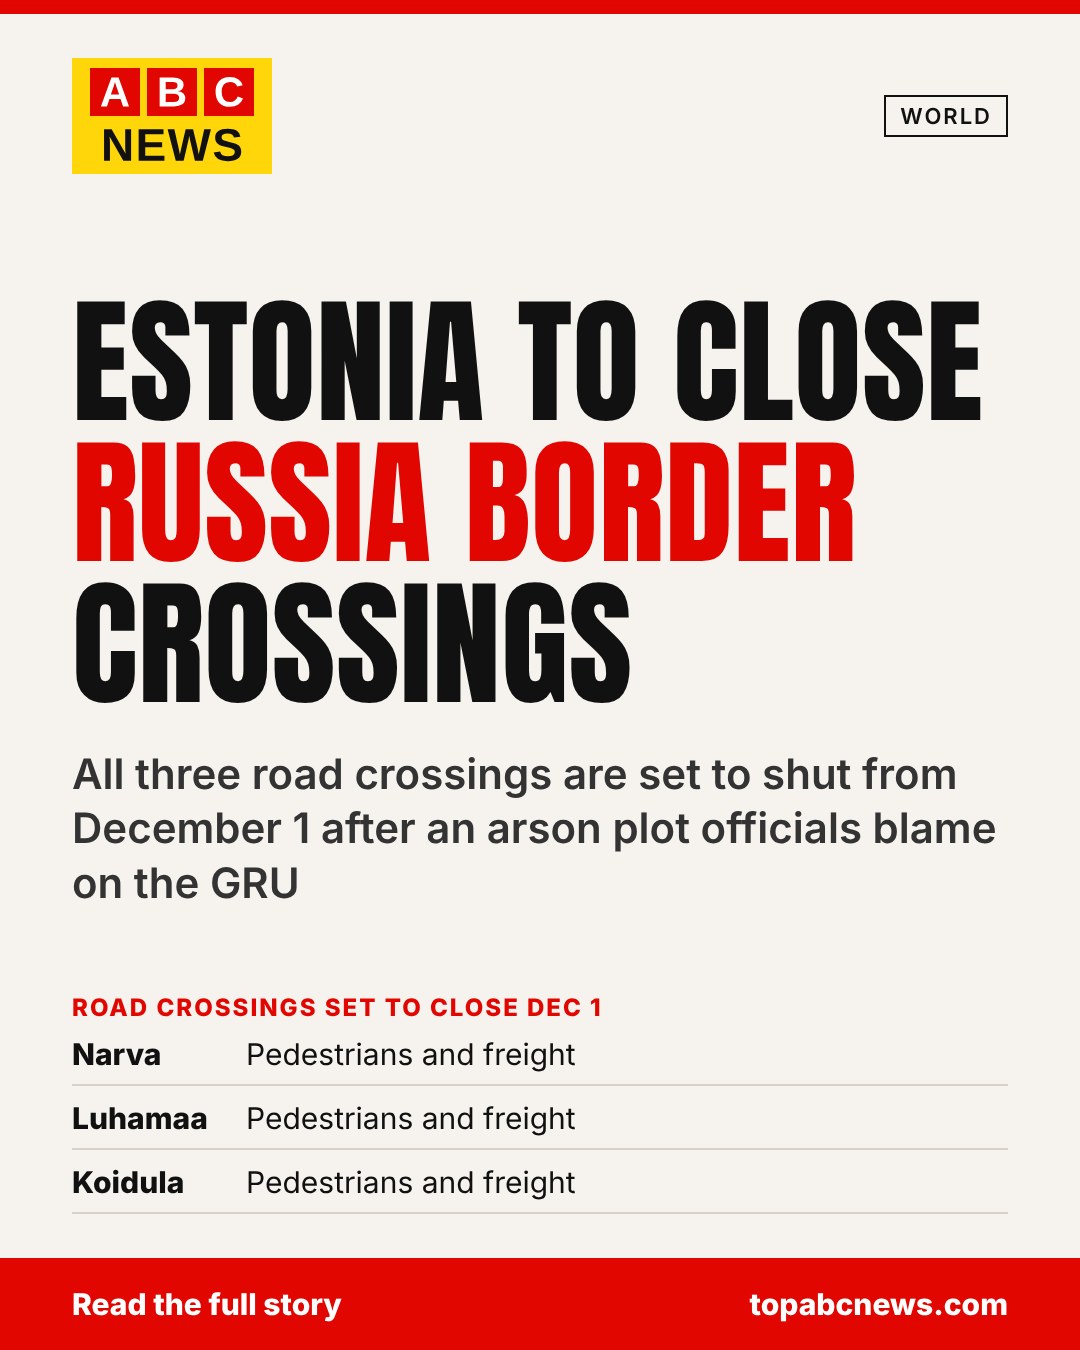 ABC
NEWS
WORLD
ESTONIA TO CLOSE
RUSSIA BORDER
CROSSINGS
All three road crossings are set to shut from
December 1 after an arson plot officials blame
on the GRU
ROAD CROSSINGS SET TO CLOSE DEC 1
Narva Pedestrians and freight
Luhamaa Pedestrians and freight
Koidula Pedestrians and freight
Read the full story topabcnews.com